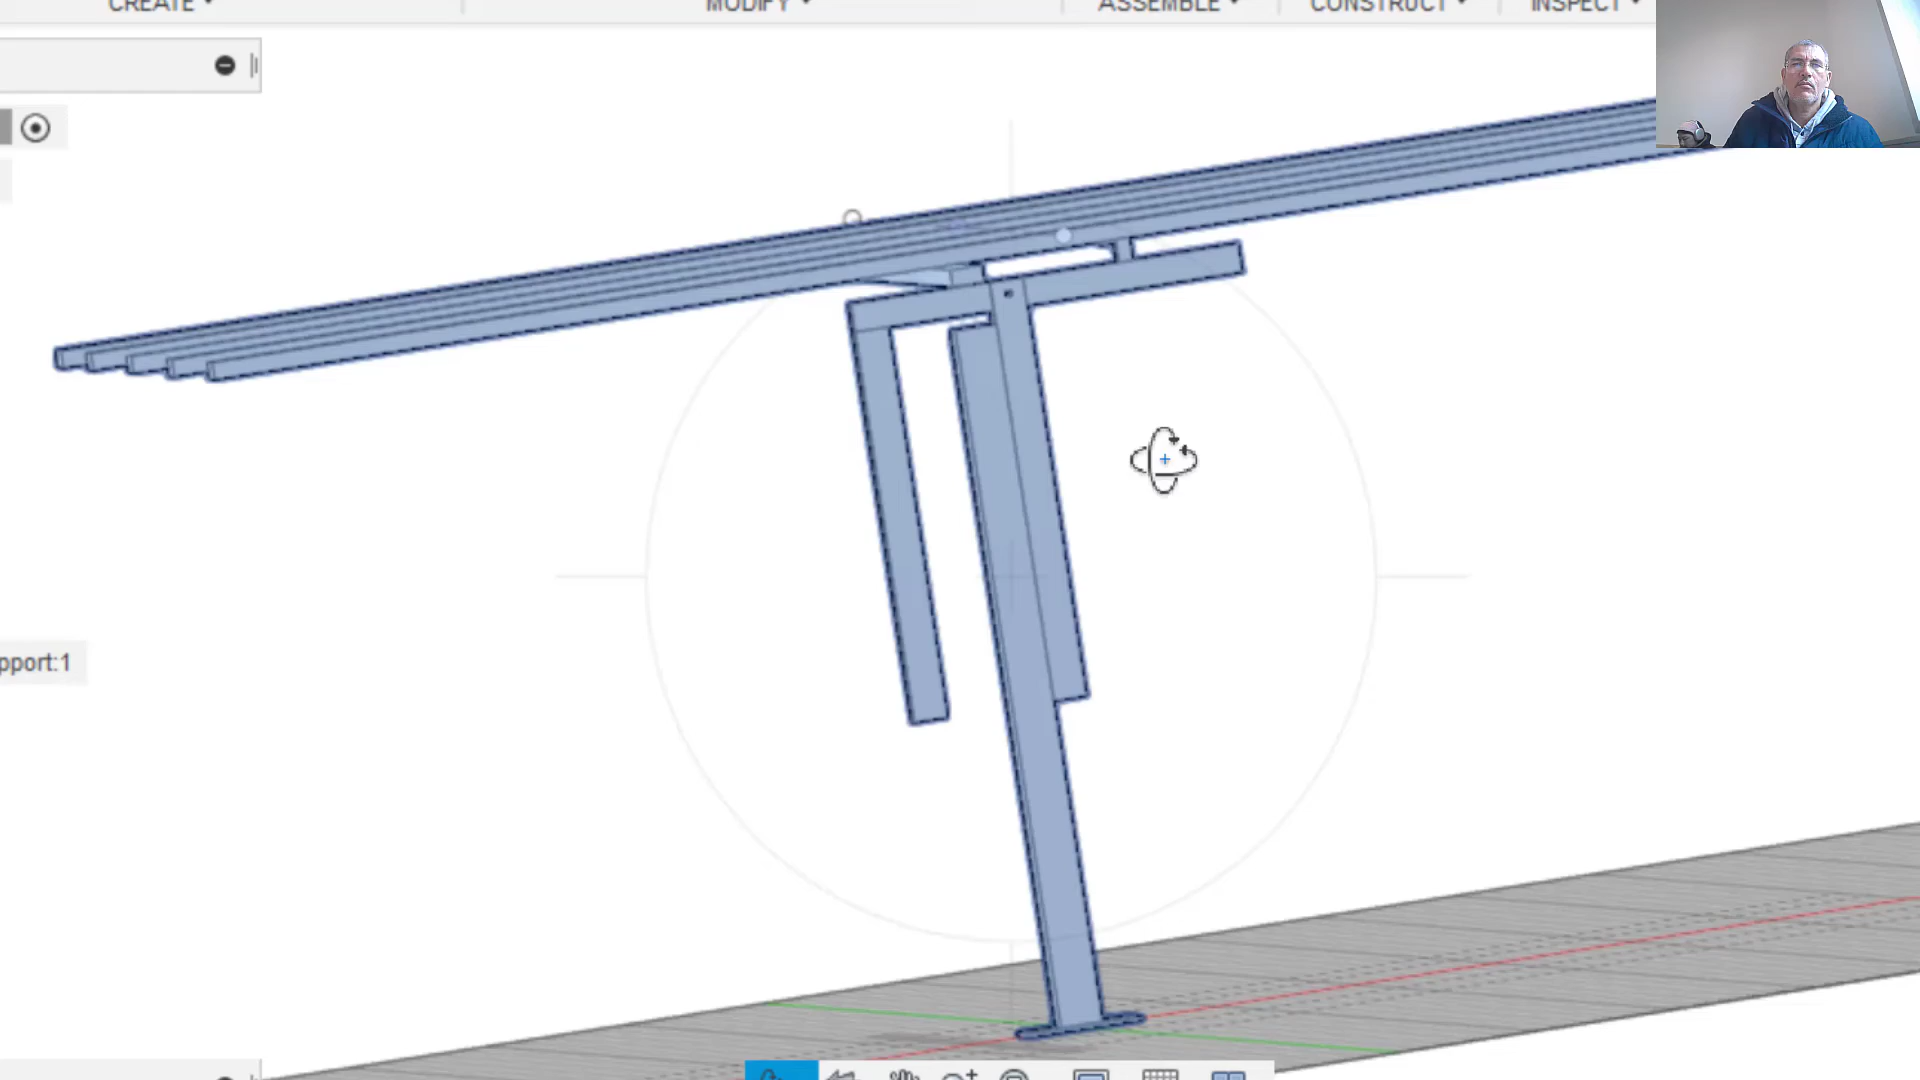 CREATE
MODIFY
ASSEMBLE
CONSTRUCT
INSPECT
pport:1